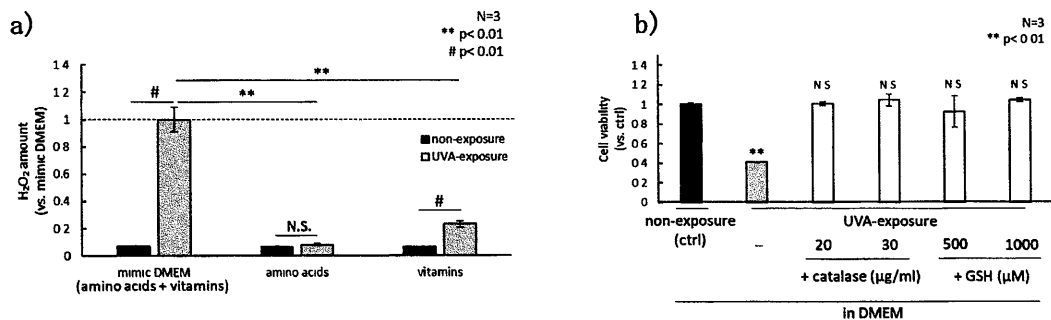 a)
N=3
** p< 0.01
# p< 0.01
H₂O₂ amount
(vs. mimic DMEM)
1 4
1 2
1
0.8
0.6
0.4
0 2
0
#
**
**
N.S.
#
non-exposure
UVA-exposure
mimic DMEM
(amino acids + vitamins)
amino acids
vitamins
b)
N=3
** p< 0 01
Cell viability
(vs. ctrl)
1 4
1 2
1
0 8
0 6
0 4
0 2
0
**
N S
N S
N S
N S
non-exposure
(ctrl)
UVA-exposure
–
20
30
500
1000
+ catalase (μg/ml)
+ GSH (μM)
in DMEM